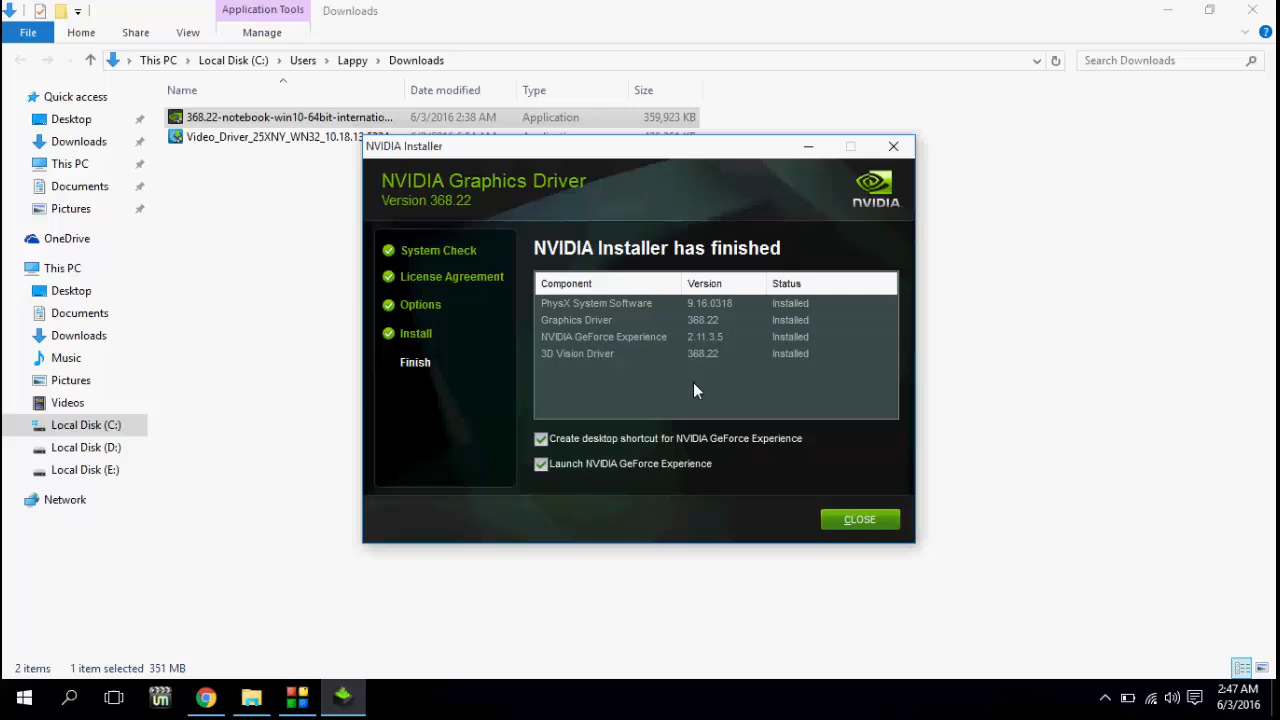 Application Tools
Downloads
File
Home
Share
View
Manage
This PC
Local Disk (C:)
Users
Lappy
Downloads
Search Downloads
Name
Date modified
Type
Size
368.22-notebook-win10-64bit-internatio...
6/3/2016 2:38 AM
Application
359,923 KB
Video_Driver_25XNY_WN32_10.18.13
Quick access
Desktop
Downloads
This PC
Documents
Pictures
OneDrive
This PC
Desktop
Documents
Downloads
Music
Pictures
Videos
Local Disk (C:)
Local Disk (D:)
Local Disk (E:)
Network
NVIDIA Installer
NVIDIA Graphics Driver
Version 368.22
NVIDIA
System Check
License Agreement
Options
Install
Finish
NVIDIA Installer has finished
Component Version Status
PhysX System Software 9.16.0318 Installed
Graphics Driver 368.22 Installed
NVIDIA GeForce Experience 2.11.3.5 Installed
3D Vision Driver 368.22 Installed
Create desktop shortcut for NVIDIA GeForce Experience
Launch NVIDIA GeForce Experience
CLOSE
2 items 1 item selected 351 MB
2:47 AM
6/3/2016